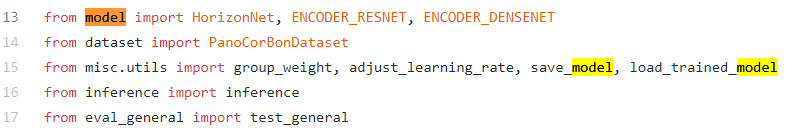 13 from model import HorizonNet, ENCODER_RESNET, ENCODER_DENSENET
14 from dataset import PanoCorBonDataset
15 from misc.utils import group_weight, adjust_learning_rate, save_model, load_trained_model
16 from inference import inference
17 from eval_general import test_general